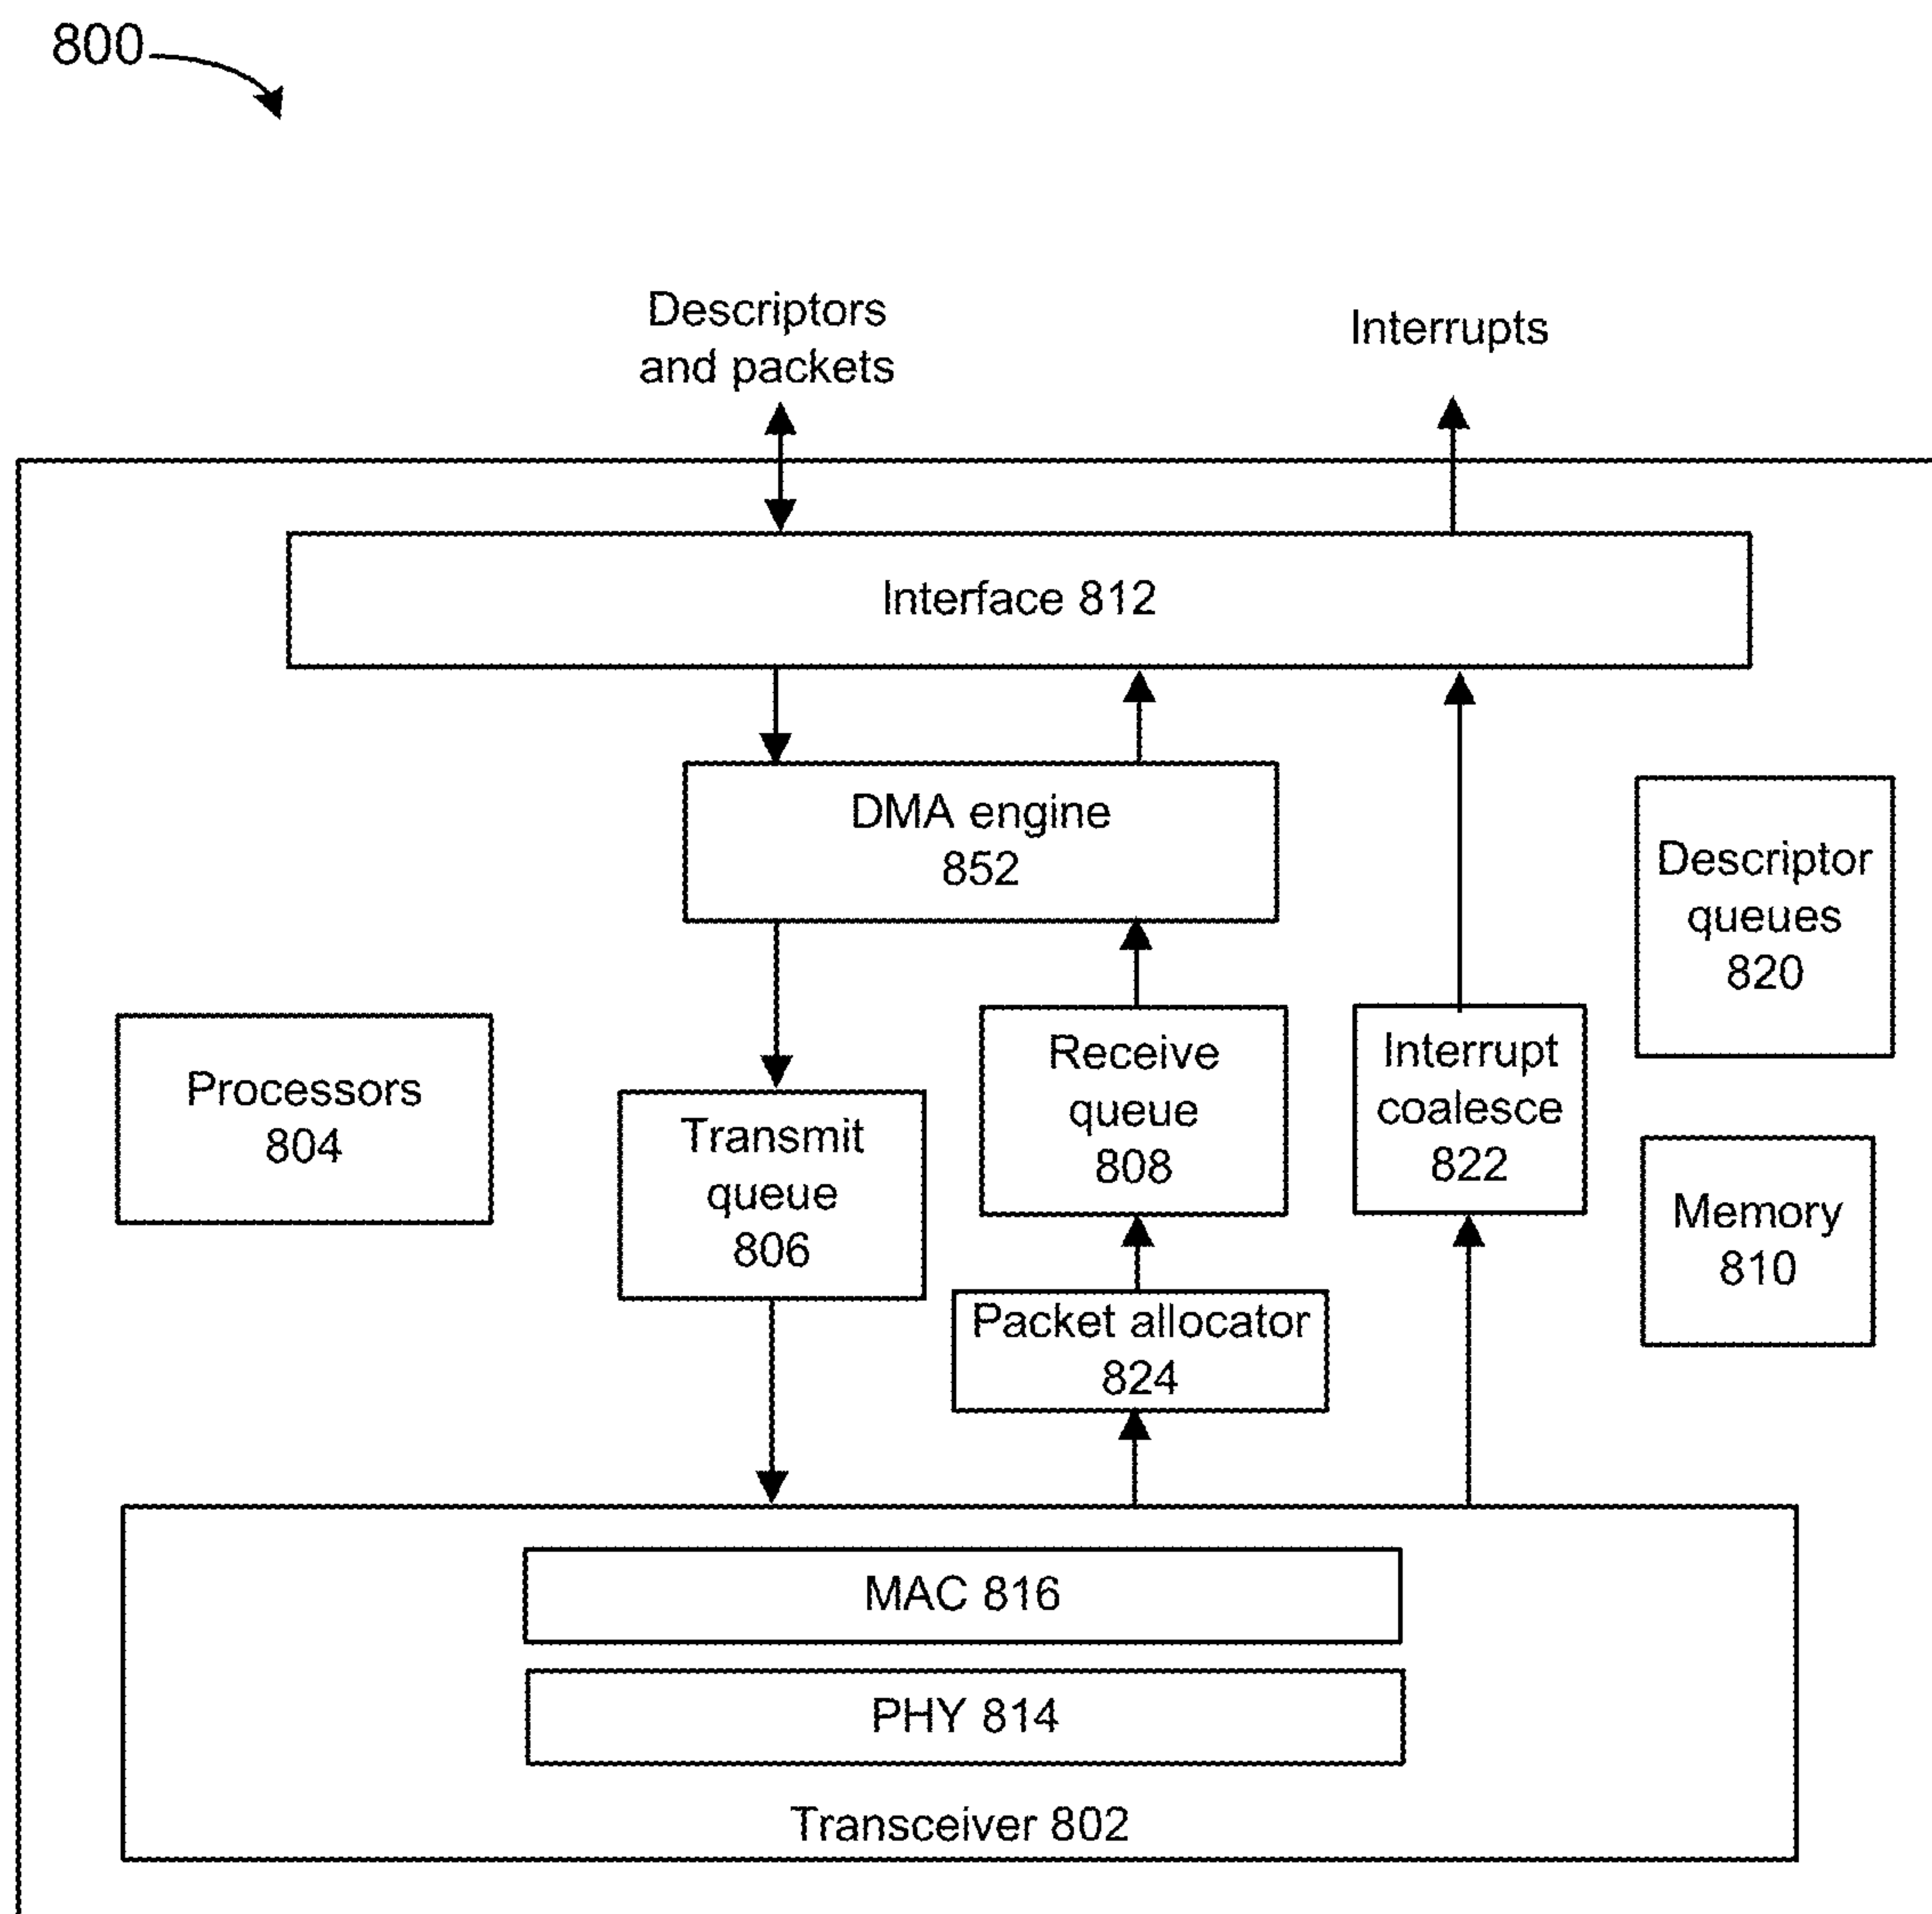 800
Descriptors
and packets
Interrupts
Interface 812
DMA engine
852
Descriptor
queues
820
Processors
804
Transmit
queue
806
Receive
queue
808
Interrupt
coalesce
822
Memory
810
Packet allocator
824
MAC 816
PHY 814
Transceiver 802